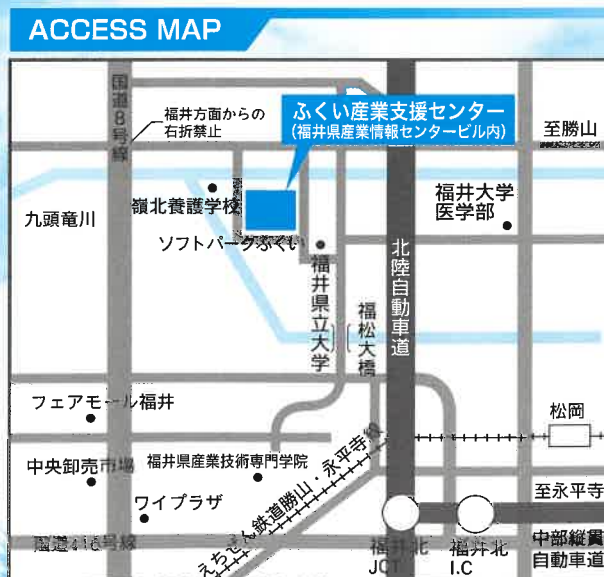 ACCESS MAP
国道8号線
福井方面からの
右折禁止
ふくい産業支援センター
(福井県産業情報センタービル内)
至勝山
嶺北養護学校
福井大学
医学部
九頭竜川
ソフトパークふくい
福井県立大学
北陸自動車道
福松大橋
フェアモール福井
松岡
中央卸売市場
福井県産業技術専門学院
ワイプラザ
えちぜん鉄道勝山・永平寺線
至永平寺
国道416号線
福井北
JCT
福井北
I.C
中部縦貫
自動車道